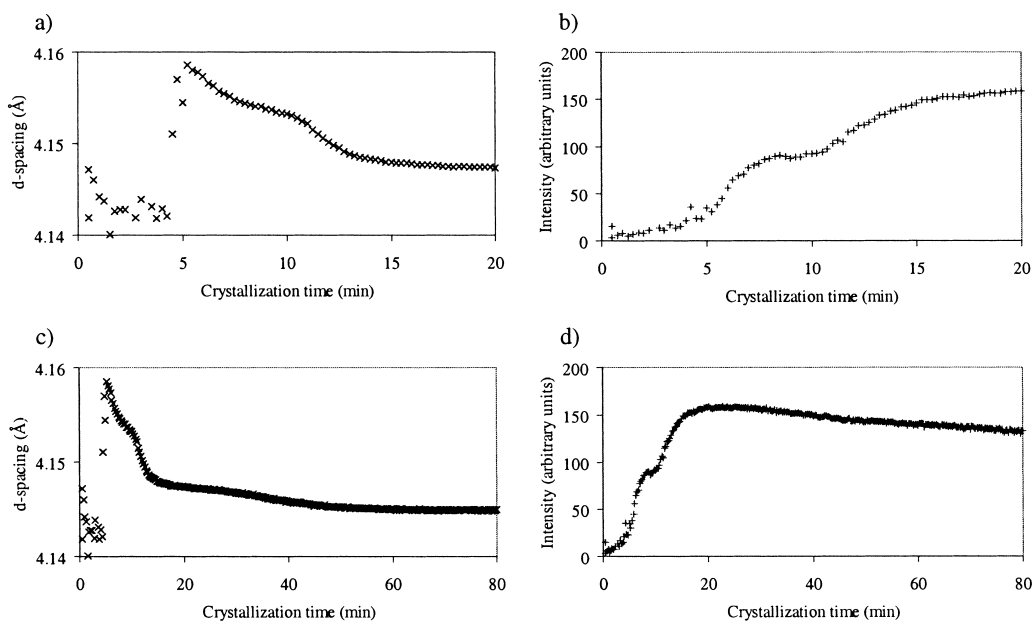 a)
4.16
4.15
4.14
d-spacing (Å)
0 5 10 15 20
Crystallization time (min)
b)
200
150
100
50
0
Intensity (arbitrary units)
0 5 10 15 20
Crystallization time (min)
c)
4.16
4.15
4.14
d-spacing (Å)
0 20 40 60 80
Crystallization time (min)
d)
200
150
100
50
0
Intensity (arbitrary units)
0 20 40 60 80
Crystallization time (min)